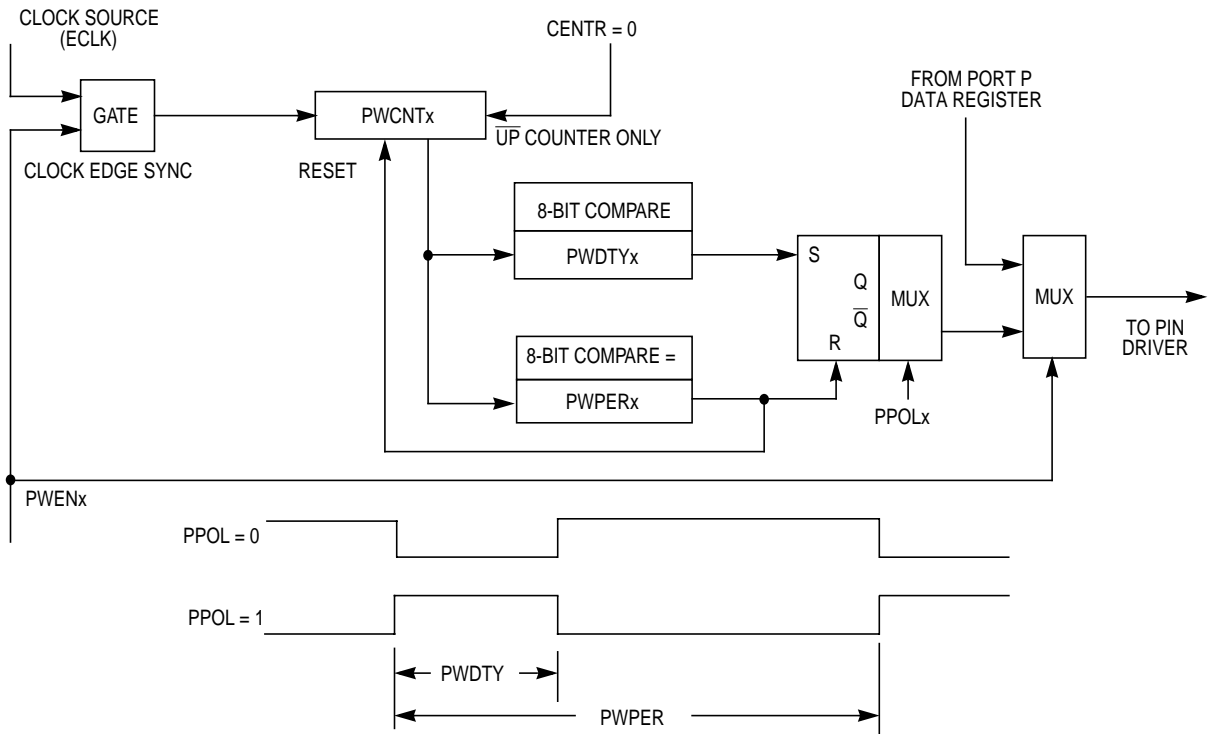 CLOCK SOURCE
(ECLK)
CENTR = 0
FROM PORT P
DATA REGISTER
GATE
PWCNTx
U̅P̅ COUNTER ONLY
CLOCK EDGE SYNC
RESET
8-BIT COMPARE
PWDTYx
S
Q
Q̅
R
MUX
MUX
TO PIN
DRIVER
8-BIT COMPARE =
PWPERx
PPOLx
PWENx
PPOL = 0
PPOL = 1
PWDTY
PWPER